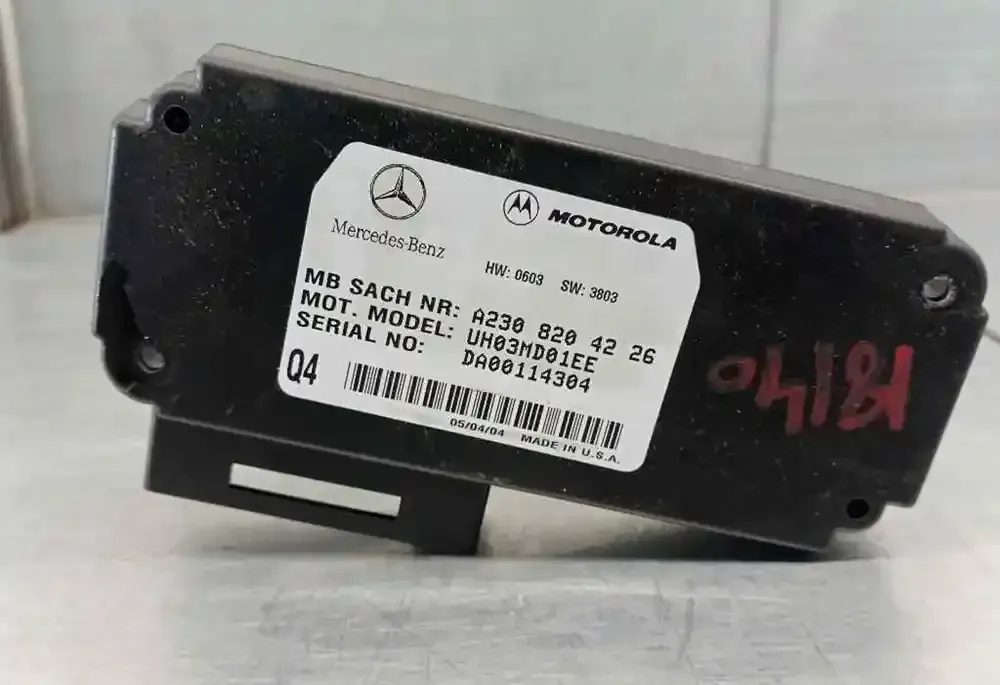 Mercedes-Benz
MOTOROLA
HW: 0603 SW: 3803
MB SACH NR: A230 820 42 26
MOT. MODEL: UH03MD01EE
SERIAL NO: DA00114304
Q4
05/04/04 MADE IN U.S.A.